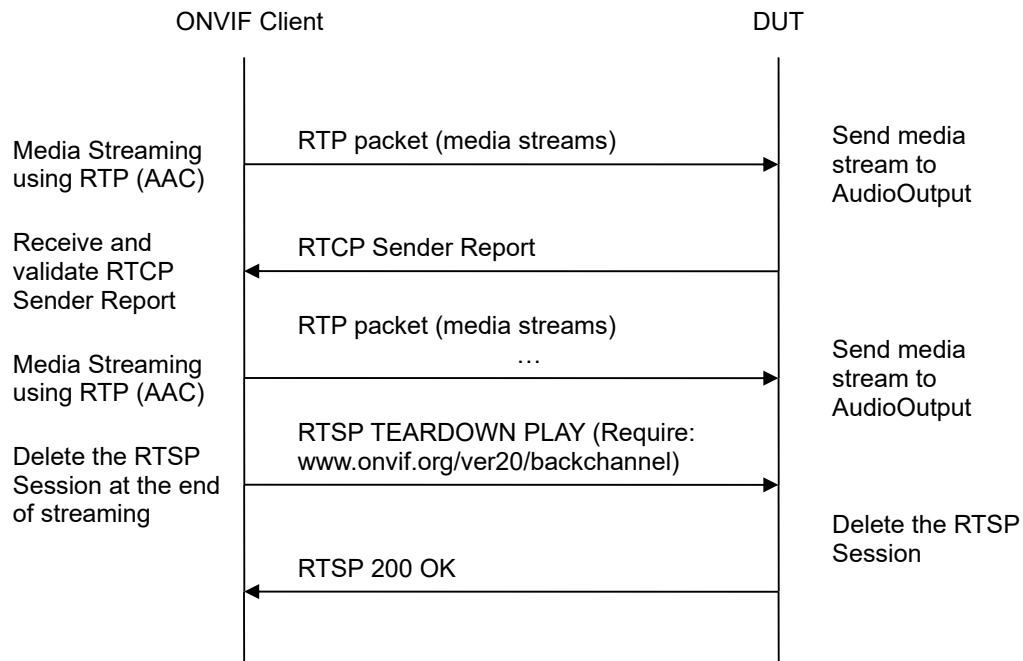 ONVIF Client
DUT
Media Streaming
using RTP (AAC)
RTP packet (media streams)
Send media
stream to
AudioOutput
Receive and
validate RTCP
Sender Report
RTCP Sender Report
Media Streaming
using RTP (AAC)
RTP packet (media streams)
…
Send media
stream to
AudioOutput
Delete the RTSP
Session at the end
of streaming
RTSP TEARDOWN PLAY (Require:
www.onvif.org/ver20/backchannel)
Delete the RTSP
Session
RTSP 200 OK